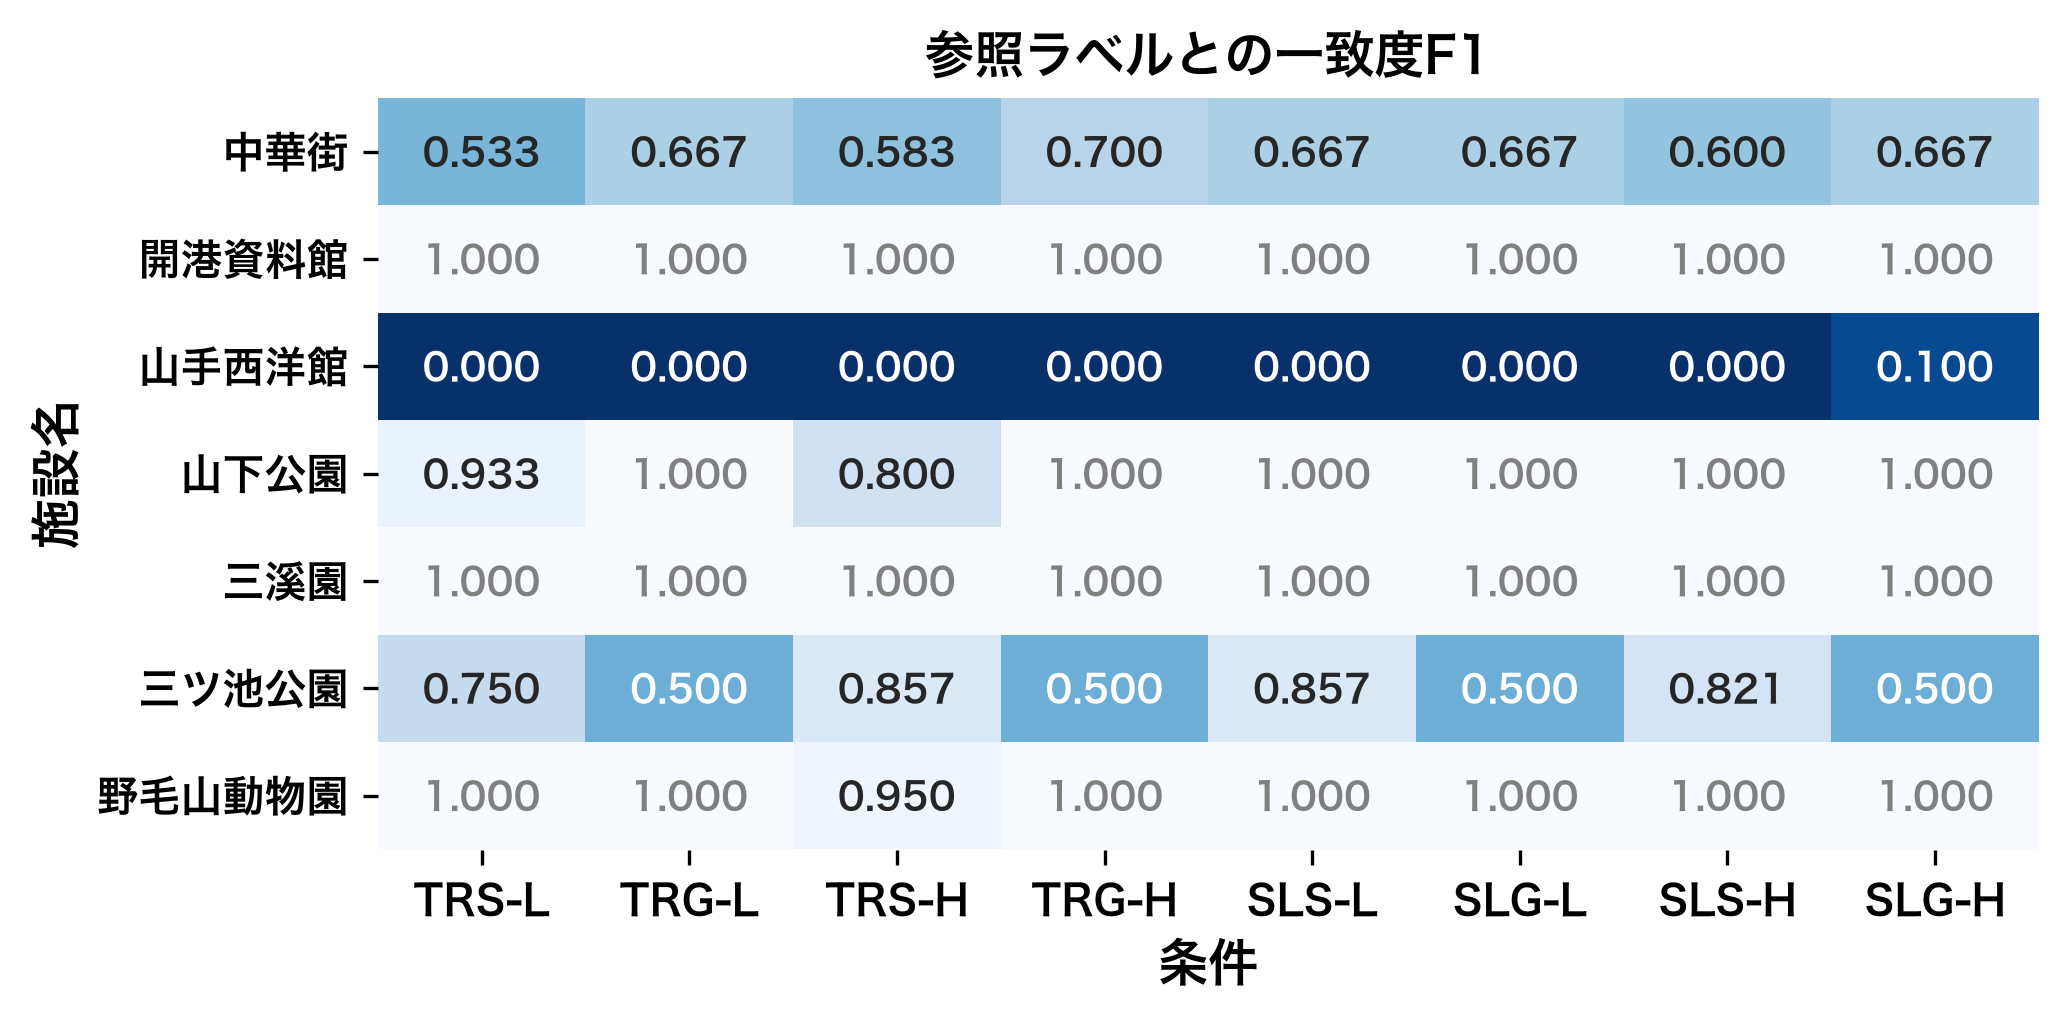 参照ラベルとの一致度F1
施設名
中華街 0.533 0.667 0.583 0.700 0.667 0.667 0.600 0.667
開港資料館 1.000 1.000 1.000 1.000 1.000 1.000 1.000 1.000
山手西洋館 0.000 0.000 0.000 0.000 0.000 0.000 0.000 0.100
山下公園 0.933 1.000 0.800 1.000 1.000 1.000 1.000 1.000
三溪園 1.000 1.000 1.000 1.000 1.000 1.000 1.000 1.000
三ツ池公園 0.750 0.500 0.857 0.500 0.857 0.500 0.821 0.500
野毛山動物園 1.000 1.000 0.950 1.000 1.000 1.000 1.000 1.000
TRS-L TRG-L TRS-H TRG-H SLS-L SLG-L SLS-H SLG-H
条件